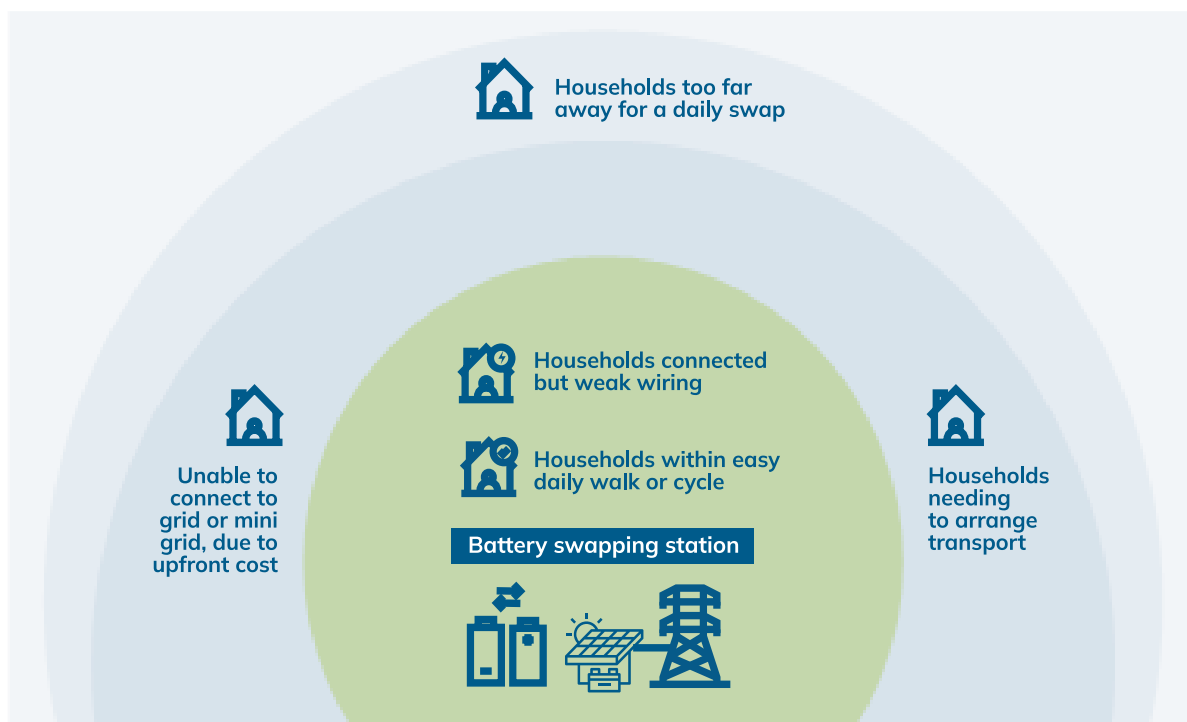 Households too far
away for a daily swap
Households connected
but weak wiring
Households within easy
daily walk or cycle
Unable to
connect to
grid or mini
grid, due to
upfront cost
Households
needing
to arrange
transport
Battery swapping station